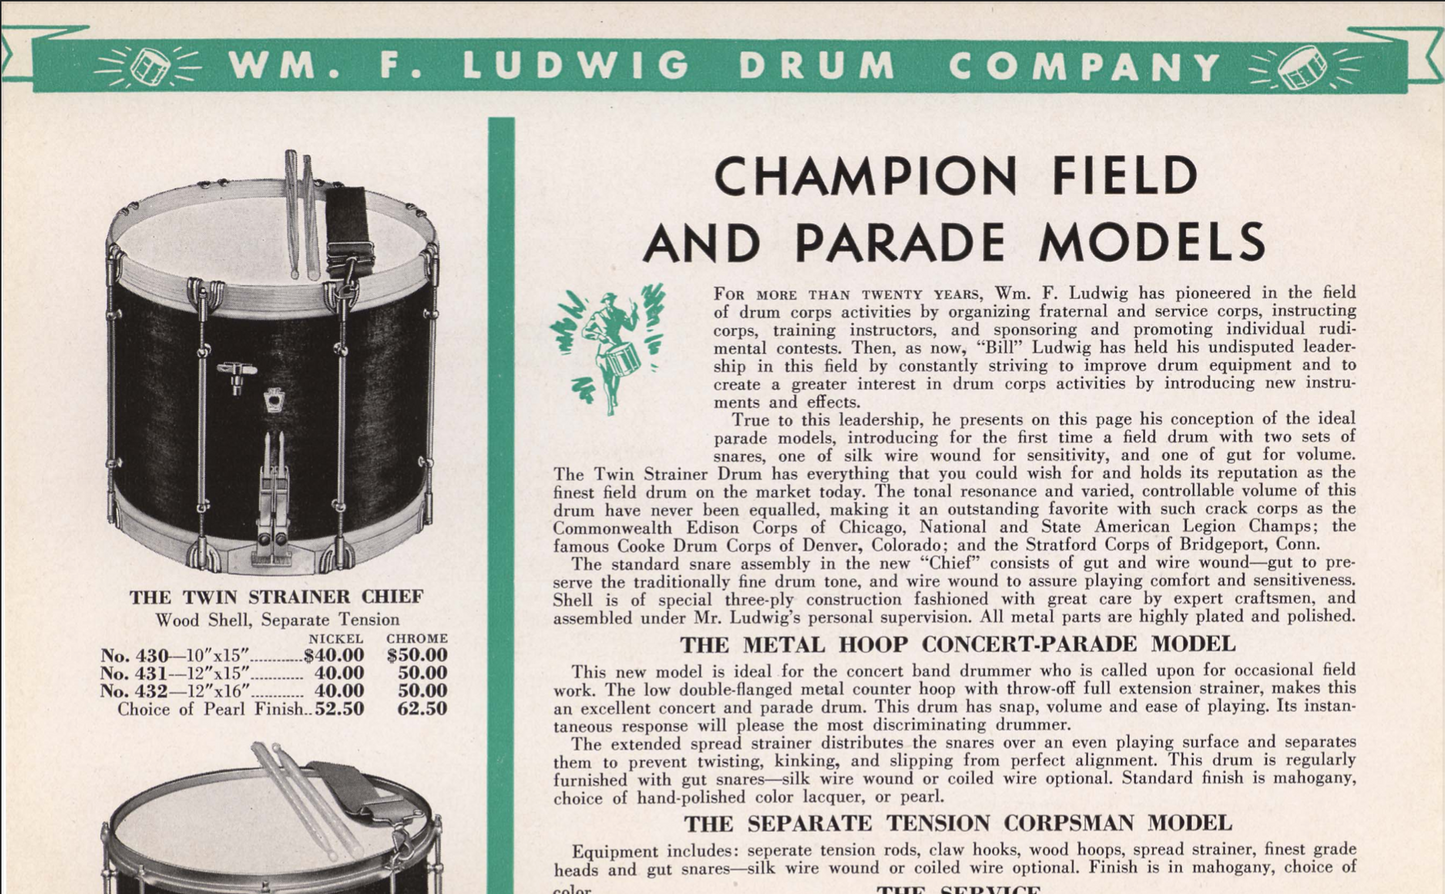 WM. F. LUDWIG DRUM COMPANY
THE TWIN STRAINER CHIEF
Wood Shell, Separate Tension
NICKEL CHROME
No. 430—10″x15″............$40.00 $50.00
No. 431—12″x15″............ 40.00 50.00
No. 432—12″x16″............ 40.00 50.00
Choice of Pearl Finish..52.50 62.50
CHAMPION FIELD
AND PARADE MODELS
FOR MORE THAN TWENTY YEARS, Wm. F. Ludwig has pioneered in the field
of drum corps activities by organizing fraternal and service corps, instructing
corps, training instructors, and sponsoring and promoting individual rudi-
mental contests. Then, as now, “Bill” Ludwig has held his undisputed leader-
ship in this field by constantly striving to improve drum equipment and to
create a greater interest in drum corps activities by introducing new instru-
ments and effects.
True to this leadership, he presents on this page his conception of the ideal
parade models, introducing for the first time a field drum with two sets of
snares, one of silk wire wound for sensitivity, and one of gut for volume.
The Twin Strainer Drum has everything that you could wish for and holds its reputation as the
finest field drum on the market today. The tonal resonance and varied, controllable volume of this
drum have never been equalled, making it an outstanding favorite with such crack corps as the
Commonwealth Edison Corps of Chicago, National and State American Legion Champs; the
famous Cooke Drum Corps of Denver, Colorado; and the Stratford Corps of Bridgeport, Conn.
The standard snare assembly in the new “Chief” consists of gut and wire wound—gut to pre-
serve the traditionally fine drum tone, and wire wound to assure playing comfort and sensitiveness.
Shell is of special three-ply construction fashioned with great care by expert craftsmen, and
assembled under Mr. Ludwig's personal supervision. All metal parts are highly plated and polished.
THE METAL HOOP CONCERT-PARADE MODEL
This new model is ideal for the concert band drummer who is called upon for occasional field
work. The low double-flanged metal counter hoop with throw-off full extension strainer, makes this
an excellent concert and parade drum. This drum has snap, volume and ease of playing. Its instan-
taneous response will please the most discriminating drummer.
The extended spread strainer distributes the snares over an even playing surface and separates
them to prevent twisting, kinking, and slipping from perfect alignment. This drum is regularly
furnished with gut snares—silk wire wound or coiled wire optional. Standard finish is mahogany,
choice of hand-polished color lacquer, or pearl.
THE SEPARATE TENSION CORPSMAN MODEL
Equipment includes: seperate tension rods, claw hooks, wood hoops, spread strainer, finest grade
heads and gut snares—silk wire wound or coiled wire optional. Finish is in mahogany, choice of
color
THE SERVICE